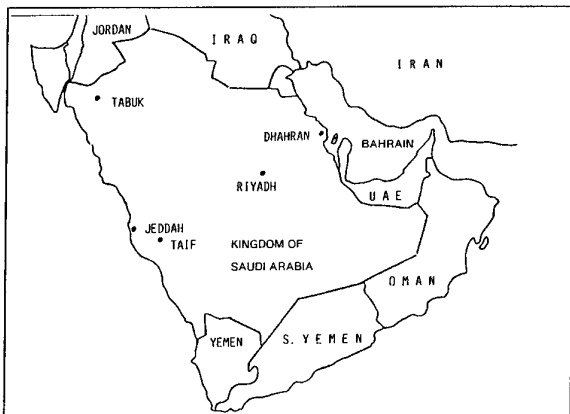 JORDAN
IRAQ
IRAN
TABUK
DHAHRAN
BAHRAIN
RIYADH
UAE
JEDDAH
TAIF
KINGDOM OF
SAUDI ARABIA
OMAN
YEMEN
S. YEMEN